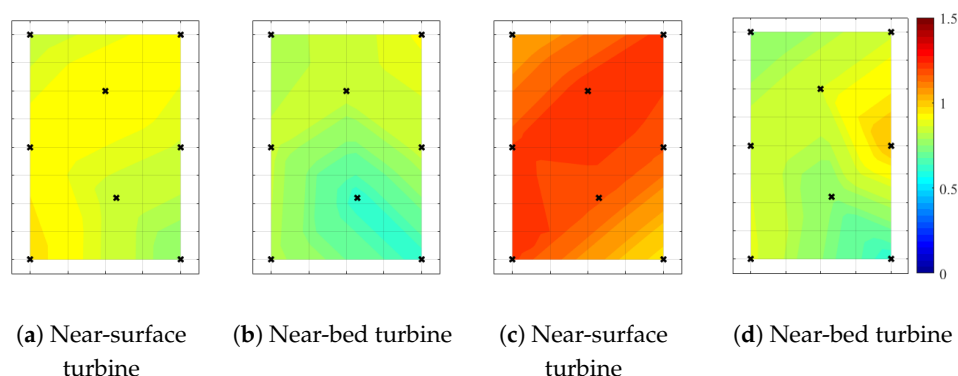 1.5
1
0.5
0
(a) Near-surface
turbine
(b) Near-bed turbine
(c) Near-surface
turbine
(d) Near-bed turbine